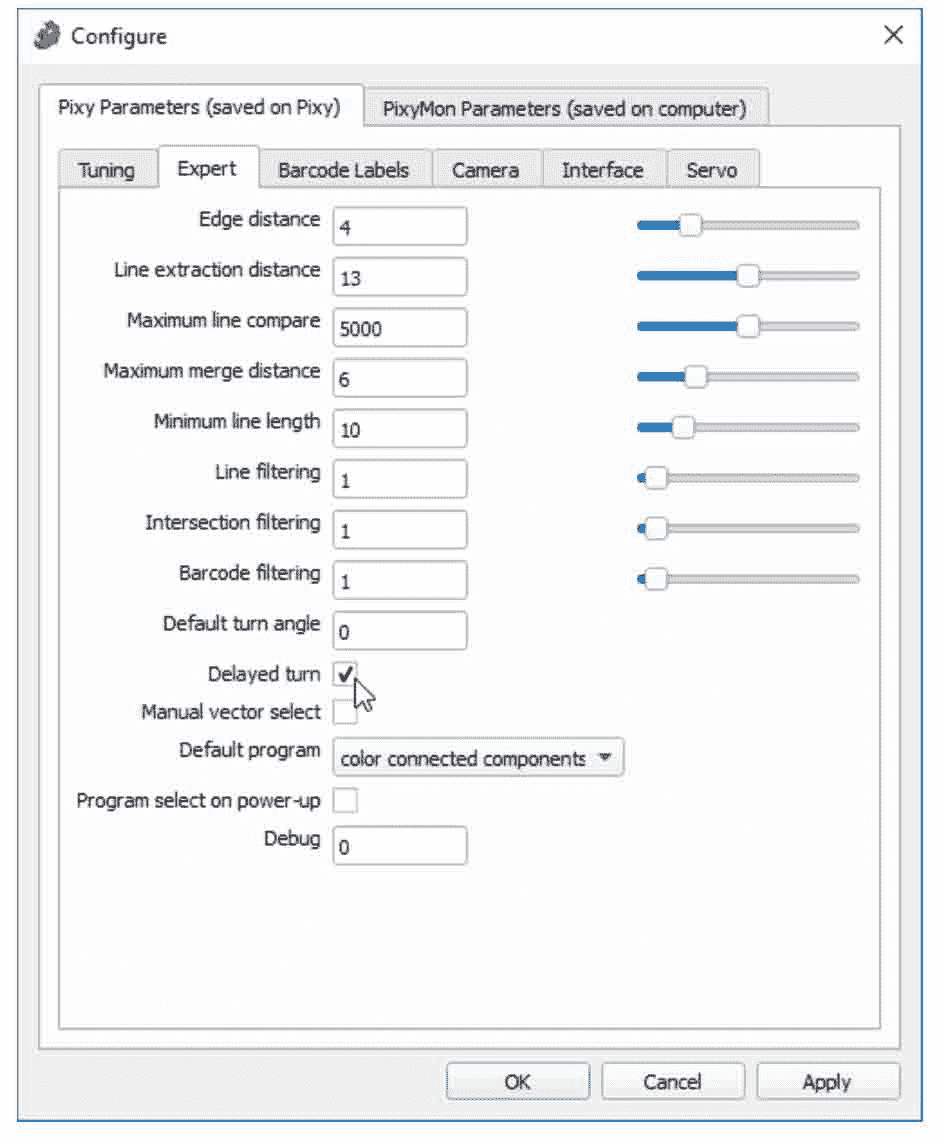 Configure
Pixy Parameters (saved on Pixy) PixyMon Parameters (saved on computer)
Tuning Expert Barcode Labels Camera Interface Servo
Edge distance 4
Line extraction distance 13
Maximum line compare 5000
Maximum merge distance 6
Minimum line length 10
Line filtering 1
Intersection filtering 1
Barcode filtering 1
Default turn angle 0
Delayed turn
Manual vector select
Default program color connected components
Program select on power-up
Debug 0
OK Cancel Apply